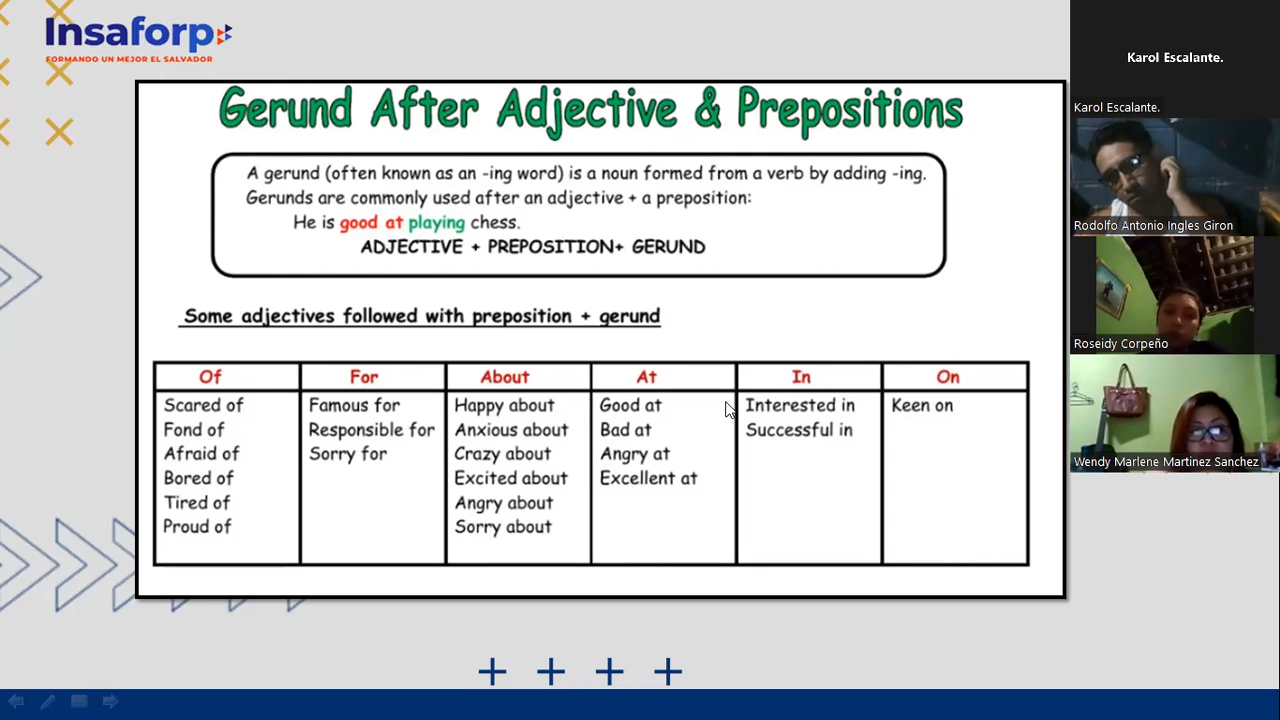 Insaforp
FORMANDO UN MEJOR EL SALVADOR
Gerund After Adjective & Prepositions
A gerund (often known as an -ing word) is a noun formed from a verb by adding -ing.
Gerunds are commonly used after an adjective + a preposition:
He is good at playing chess.
ADJECTIVE + PREPOSITION+ GERUND
Some adjectives followed with preposition + gerund
Of
Scared of
Fond of
Afraid of
Bored of
Tired of
Proud of
For
Famous for
Responsible for
Sorry for
About
Happy about
Anxious about
Crazy about
Excited about
Angry about
Sorry about
At
Good at
Bad at
Angry at
Excellent at
In
Interested in
Successful in
On
Keen on
Karol Escalante.
Karol Escalante.
Rodolfo Antonio Ingles Giron
Roseidy Corpeño
Wendy Marlene Martinez Sanchez